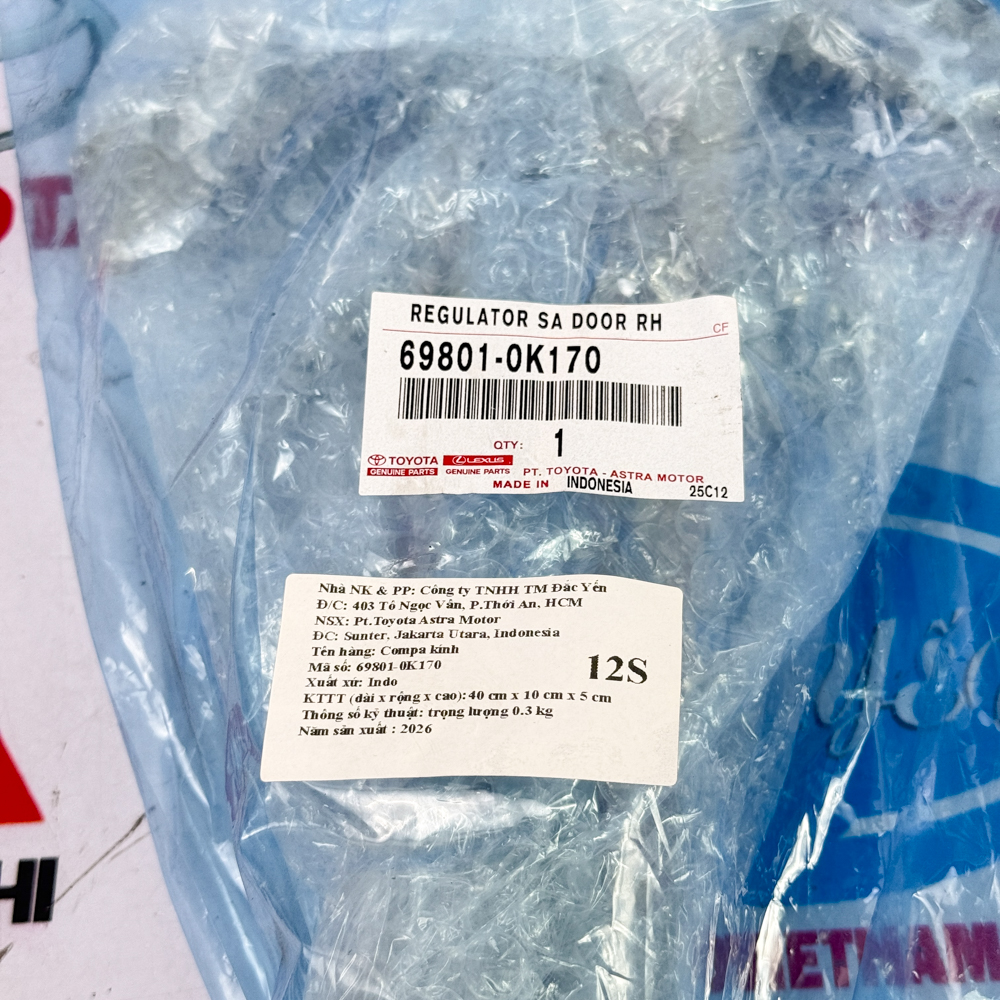 REGULATOR SA DOOR RH
CF
69801-0K170
QTY: 1
TOYOTA
GENUINE PARTS
LEXUS
GENUINE PARTS
PT. TOYOTA - ASTRA MOTOR
MADE IN INDONESIA
25C12
Nhà NK & PP: Công ty TNHH TM Đắc Yến
Đ/C: 403 Tô Ngọc Vân, P.Thới An, HCM
NSX: Pt.Toyota Astra Motor
ĐC: Sunter, Jakarta Utara, Indonesia
Tên hàng: Compa kính
Mã số: 69801-0K170
Xuất xứ: Indo
12S
KTTT (dài x rộng x cao): 40 cm x 10 cm x 5 cm
Thông số kỹ thuật: trọng lượng 0.3 kg
Năm sản xuất : 2026